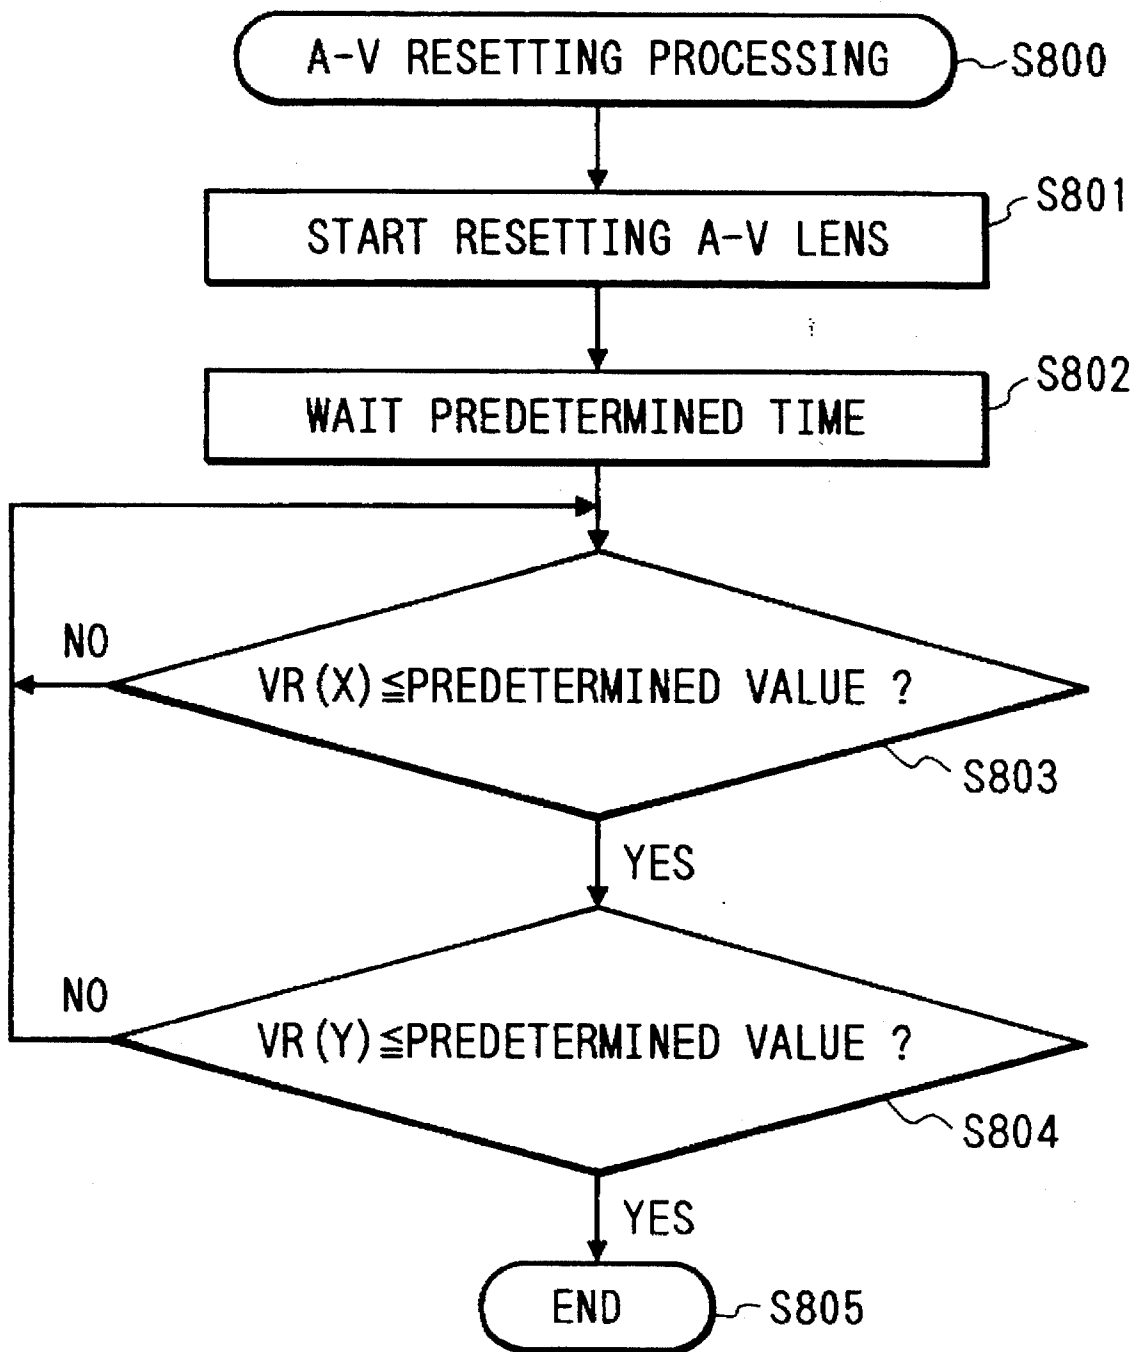 A-V RESETTING PROCESSING
S800
START RESETTING A-V LENS
S801
WAIT PREDETERMINED TIME
S802
NO
VR(X)≦PREDETERMINED VALUE ?
S803
YES
NO
VR(Y)≦PREDETERMINED VALUE ?
S804
YES
END
S805